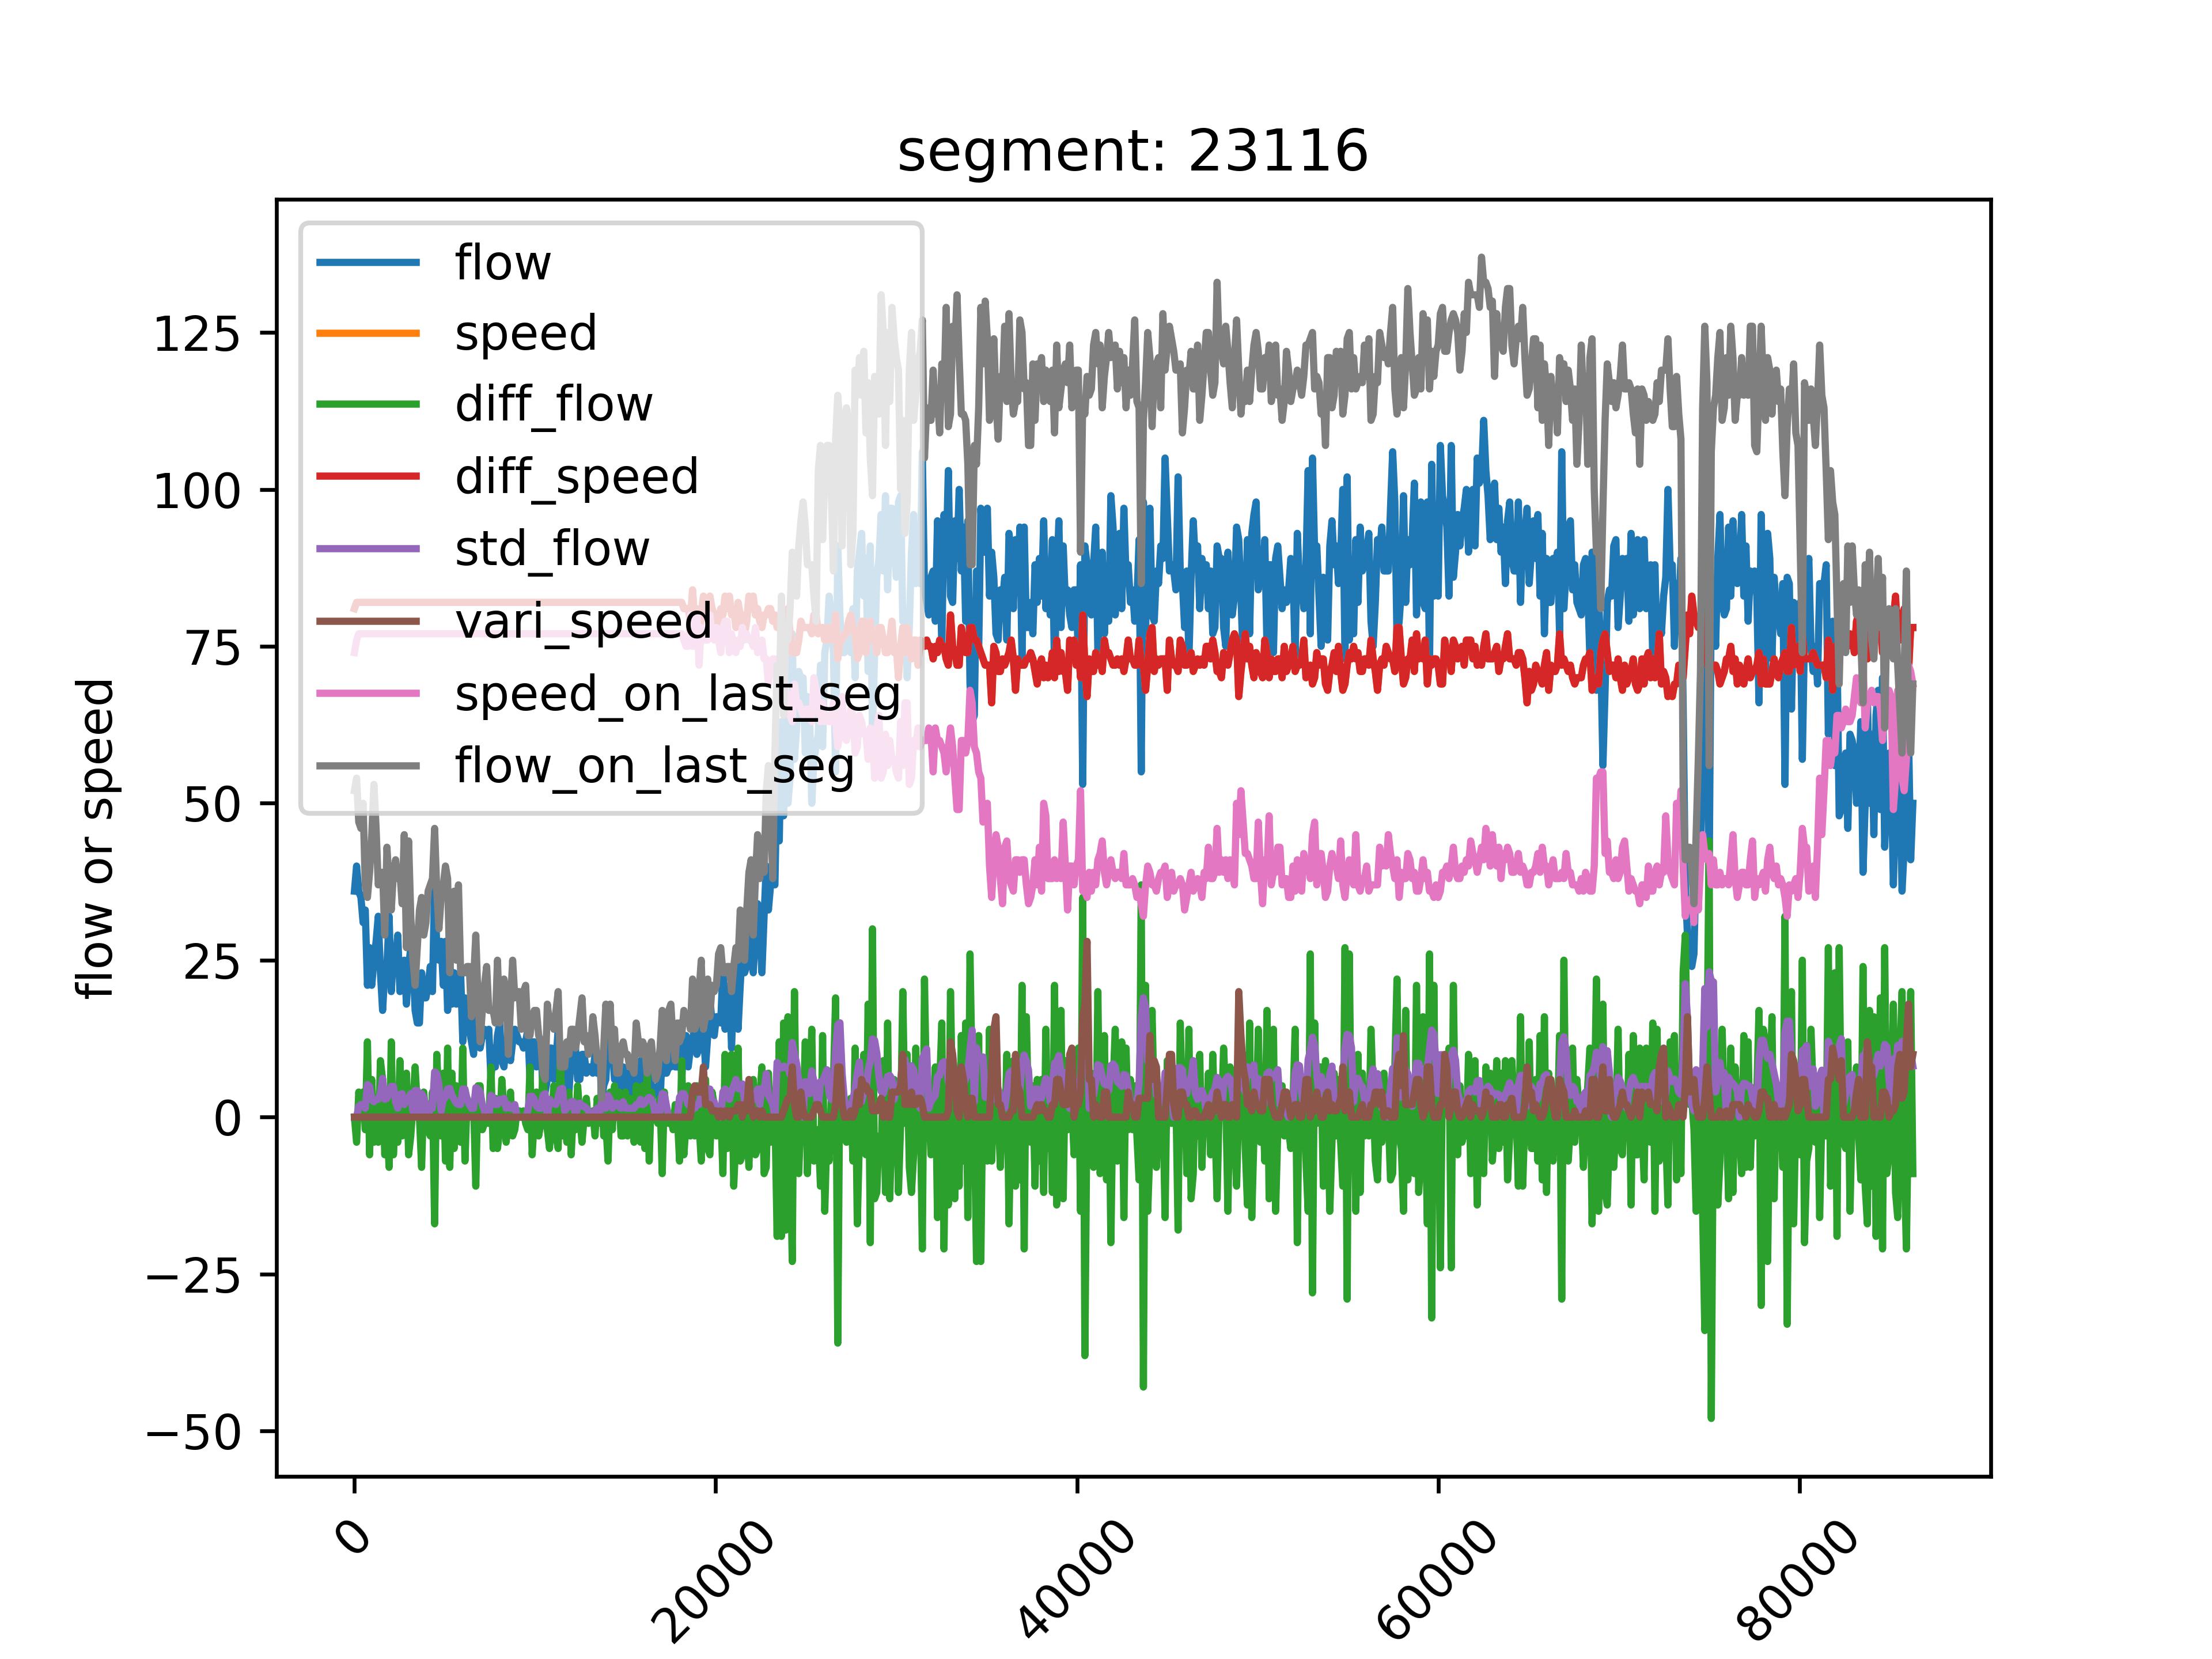 segment: 23116
flow
speed
diff_flow
diff_speed
std_flow
vari_speed
speed_on_last_seg
flow_on_last_seg
flow or speed
125
100
75
50
25
0
−25
−50
0
20000
40000
60000
80000